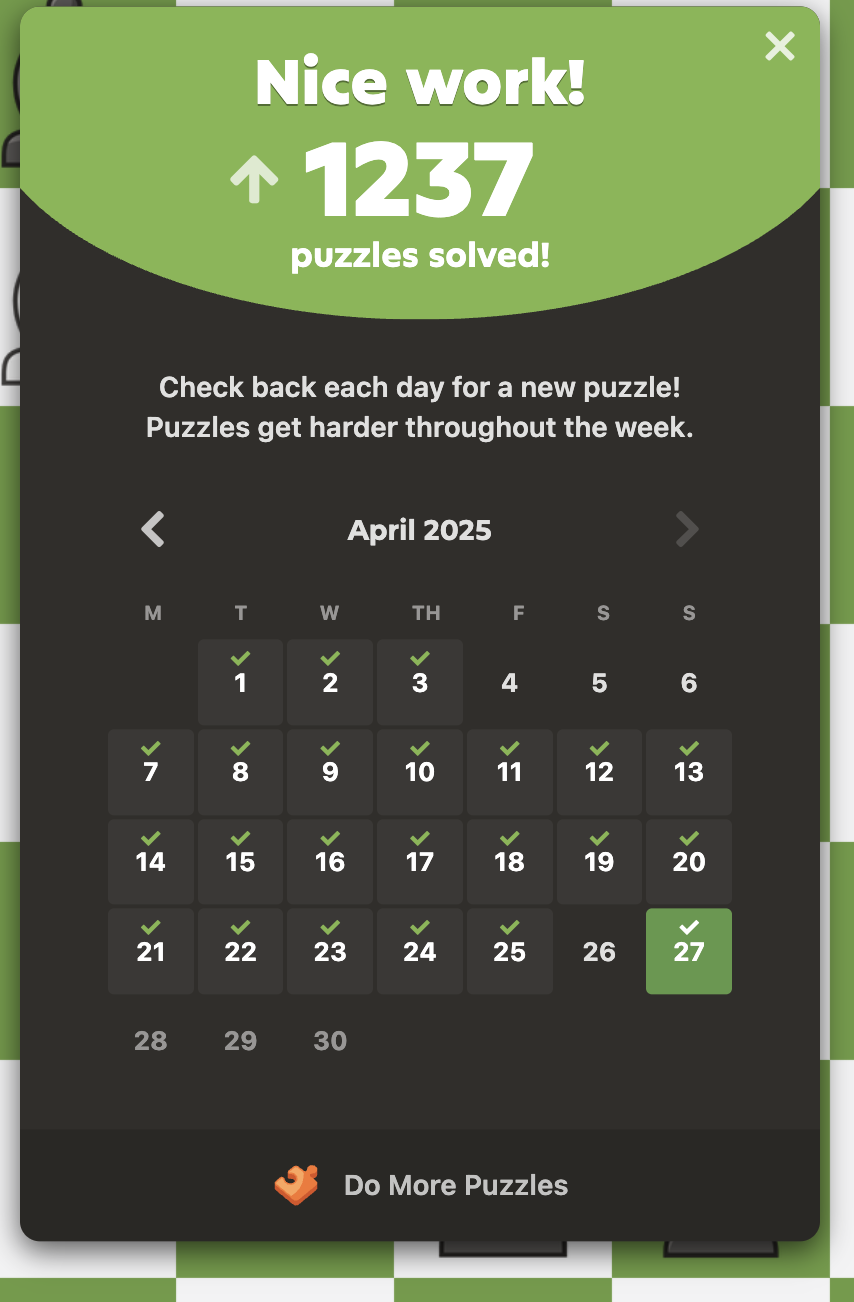 Nice work!
1237
puzzles solved!
Check back each day for a new puzzle!
Puzzles get harder throughout the week.
April 2025
M T W TH F S S
1 2 3 4 5 6
7 8 9 10 11 12 13
14 15 16 17 18 19 20
21 22 23 24 25 26 27
28 29 30
Do More Puzzles